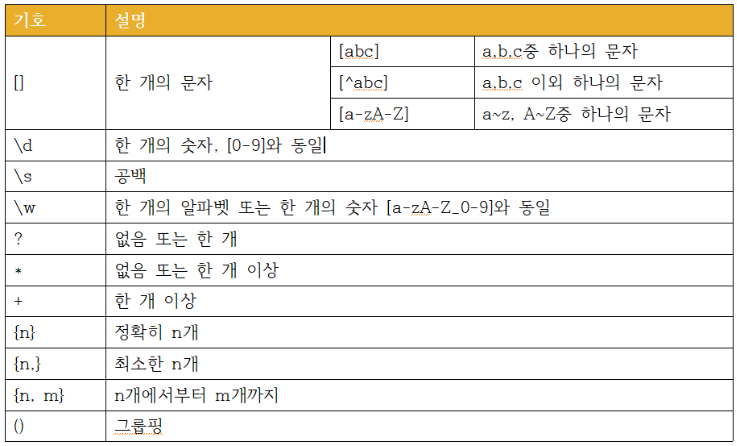 기호 설명
[] 한 개의 문자 [abc] a,b,c중 하나의 문자
[^abc] a,b,c 이외 하나의 문자
[a-zA-Z] a~z, A~Z중 하나의 문자
\d 한 개의 숫자, [0-9]와 동일
\s 공백
\w 한 개의 알파벳 또는 한 개의 숫자 [a-zA-Z_0-9]와 동일
? 없음 또는 한 개
* 없음 또는 한 개 이상
+ 한 개 이상
{n} 정확히 n개
{n,} 최소한 n개
{n, m} n개에서부터 m개까지
() 그룹핑